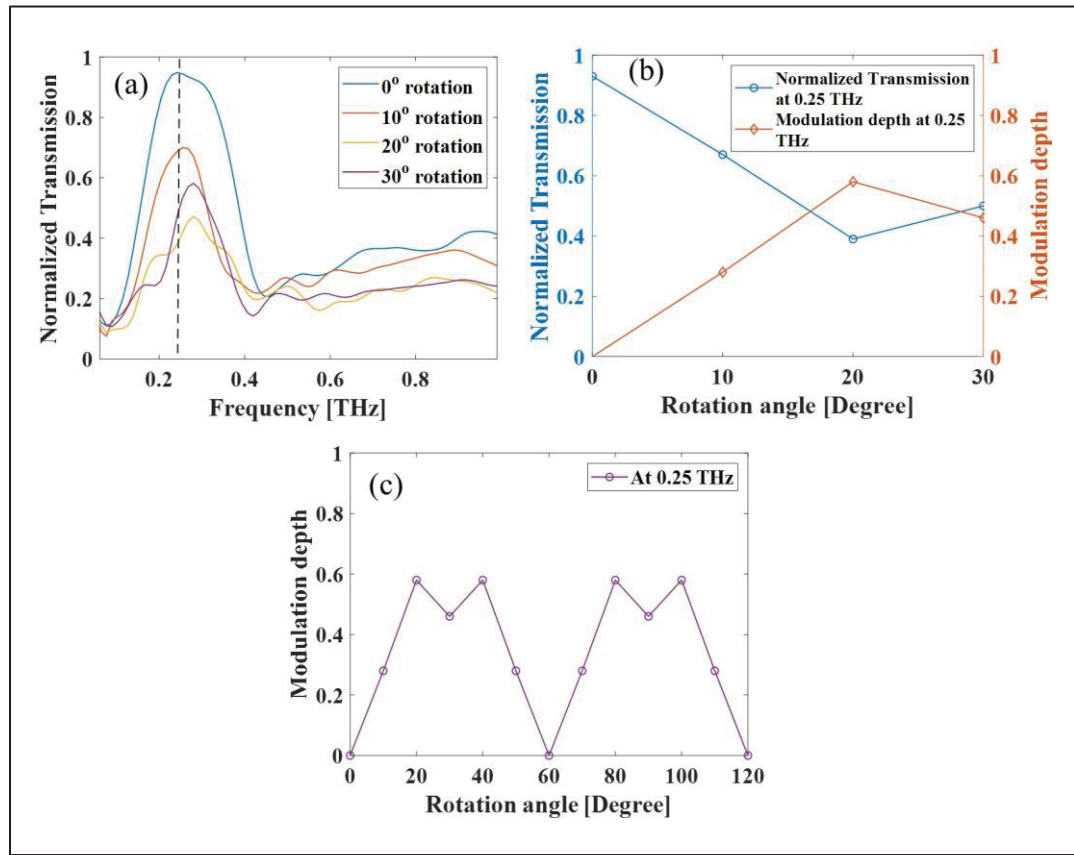 (a)
0° rotation
10° rotation
20° rotation
30° rotation
Normalized Transmission
1
0.8
0.6
0.4
0.2
0
0.2 0.4 0.6 0.8
Frequency [THz]
(b)
Normalized Transmission
at 0.25 THz
Modulation depth at 0.25
THz
Normalized Transmission
1
0.8
0.6
0.4
0.2
0
1
0.8
0.6
0.4
0.2
0
Modulation depth
0 10 20 30
Rotation angle [Degree]
(c)
At 0.25 THz
Modulation depth
1
0.8
0.6
0.4
0.2
0
0 20 40 60 80 100 120
Rotation angle [Degree]